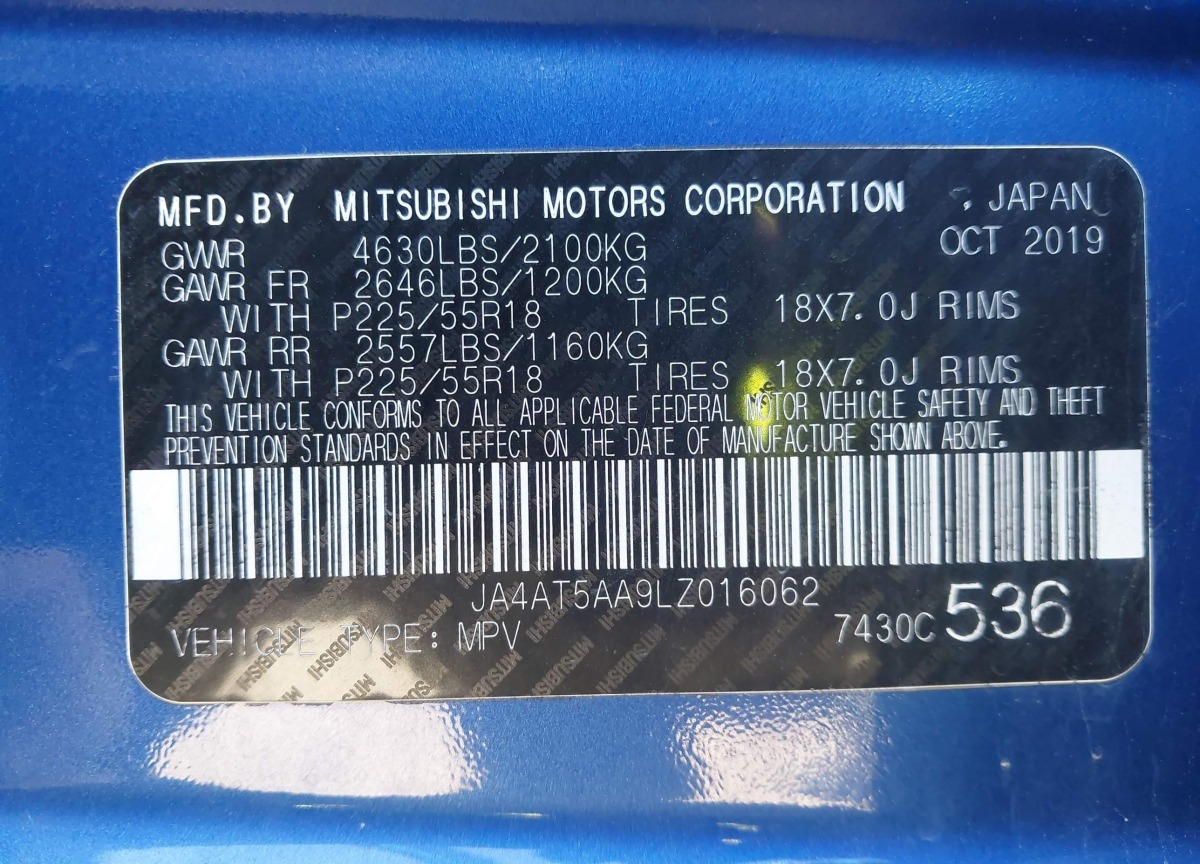 MFD.BY MITSUBISHI MOTORS CORPORATION JAPAN
GVWR 4630LBS/2100KG OCT 2019
GAWR FR 2646LBS/1200KG
WITH P225/55R18 TIRES 18X7.0J RIMS
GAWR RR 2557LBS/1160KG
WITH P225/55R18 TIRES 18X7.0J RIMS
THIS VEHICLE CONFORMS TO ALL APPLICABLE FEDERAL MOTOR VEHICLE SAFETY AND THEFT
PREVENTION STANDARDS IN EFFECT ON THE DATE OF MANUFACTURE SHOWN ABOVE.
JA4AT5AA9LZ016062
VEHICLE TYPE: MPV 7430C 536